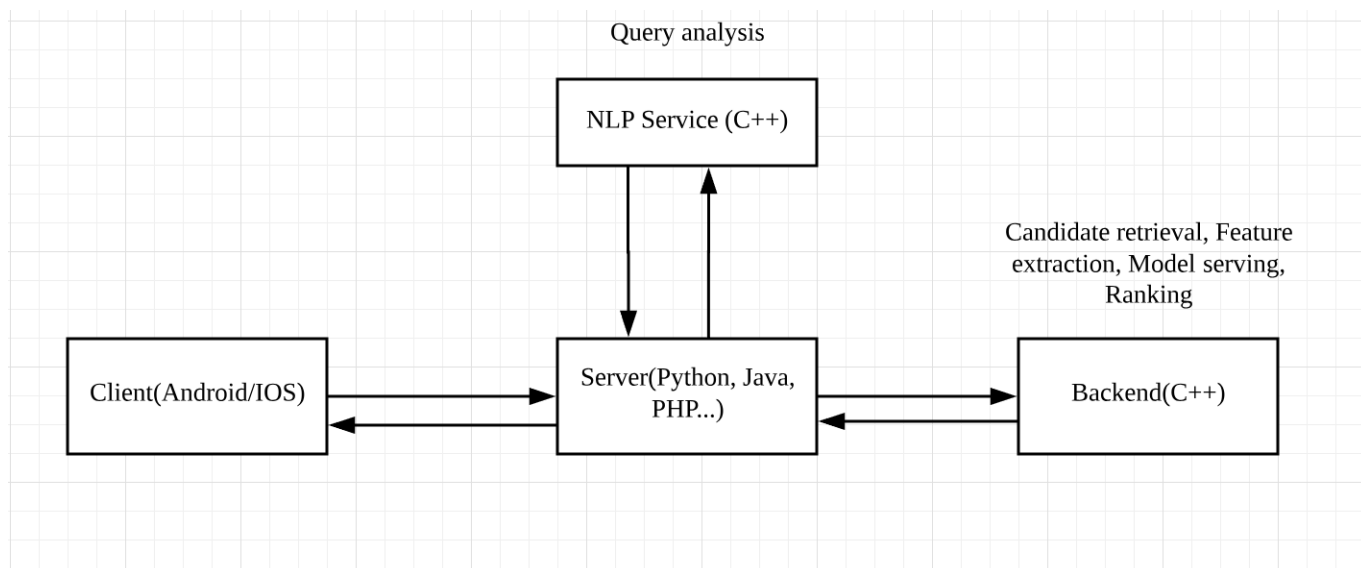 Query analysis
NLP Service (C++)
Candidate retrieval, Feature
extraction, Model serving,
Ranking
Client(Android/IOS)
Server(Python, Java,
PHP...)
Backend(C++)